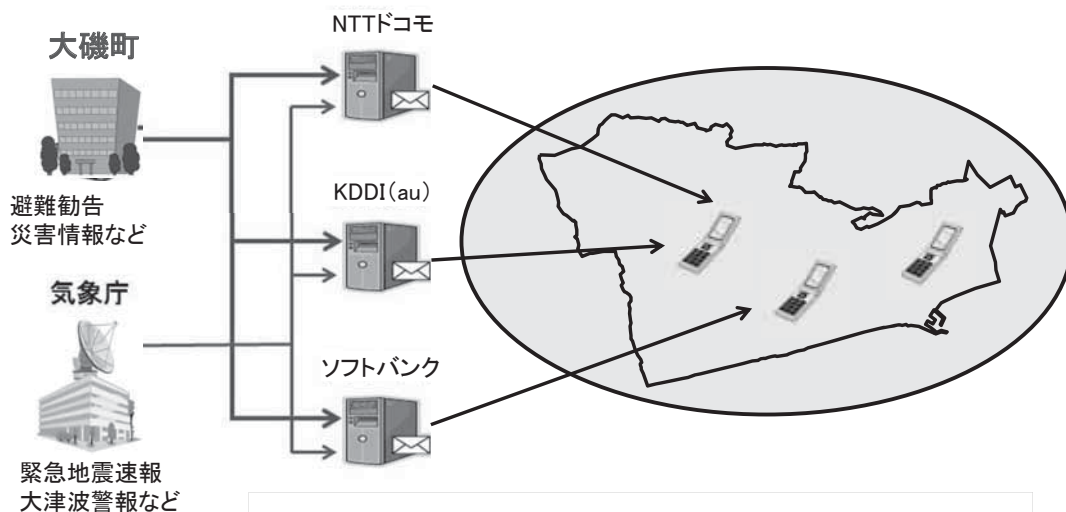 NTTドコモ
大磯町
避難勧告
災害情報など
KDDI(au)
気象庁
ソフトバンク
緊急地震速報
大津波警報など